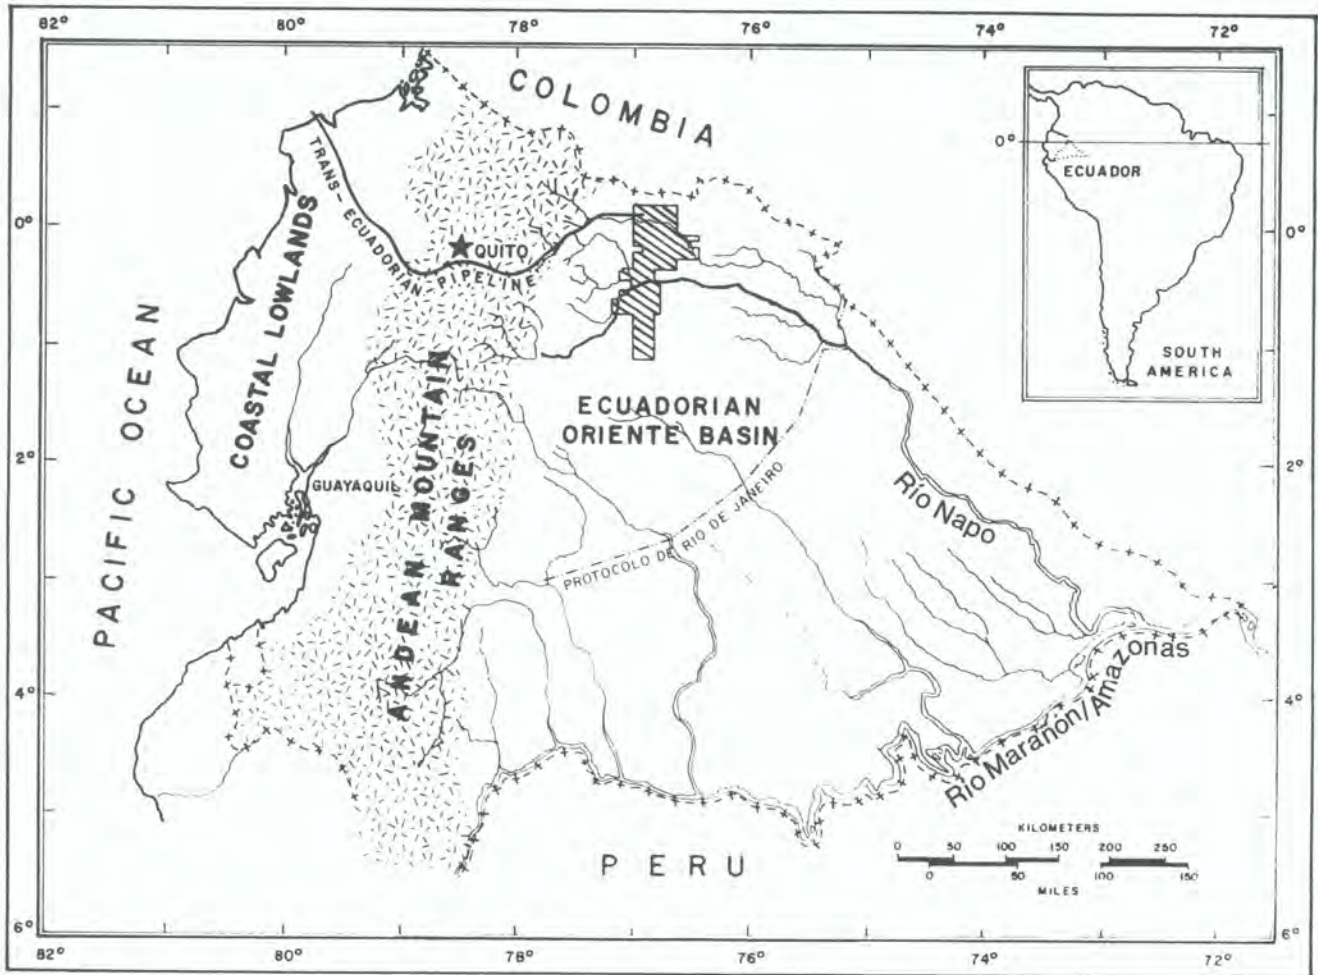 82° 80° 78° 76° 74° 72°
COLOMBIA
0°
ECUADOR
SOUTH
AMERICA
TRANS-ECUADORIAN PIPELINE
QUITO
0° 0°
COASTAL LOWLANDS
PACIFIC OCEAN
ANDEAN MOUNTAIN
RANGES
ECUADORIAN
ORIENTE BASIN
2° 2°
GUAYAQUIL
Río Napo
PROTOCOLO DE RIO DE JANEIRO
4° 4°
Río Marañón/Amazonas
PERU
KILOMETERS
0 50 100 150 200 250
0 50 100 150
MILES
6° 6°
82° 80° 78° 76° 74° 72°